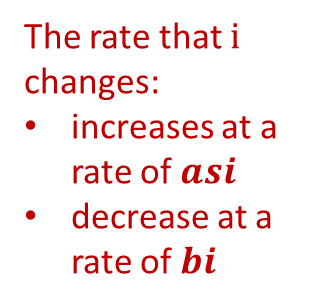 The rate that i
changes:
• increases at a
rate of asi
• decrease at a
rate of bi